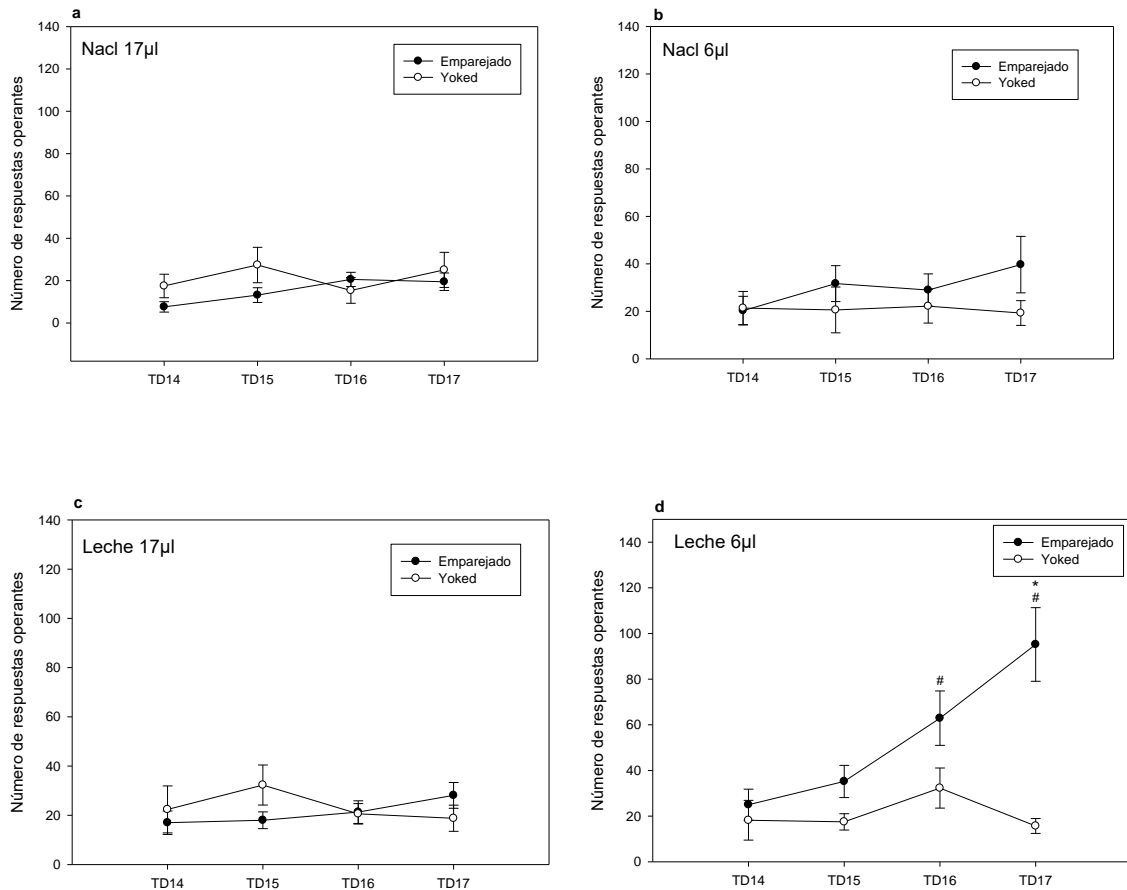 a
Nacl 17µl
Emparejado
Yoked
Número de respuestas operantes
140
120
100
80
60
40
20
0
TD14 TD15 TD16 TD17
b
Nacl 6µl
Emparejado
Yoked
Número de respuestas operantes
140
120
100
80
60
40
20
0
TD14 TD15 TD16 TD17
c
Leche 17µl
Emparejado
Yoked
Número de respuestas operantes
140
120
100
80
60
40
20
0
TD14 TD15 TD16 TD17
d
Leche 6µl
Emparejado
Yoked
*
#
#
Número de respuestas operantes
140
120
100
80
60
40
20
0
TD14 TD15 TD16 TD17